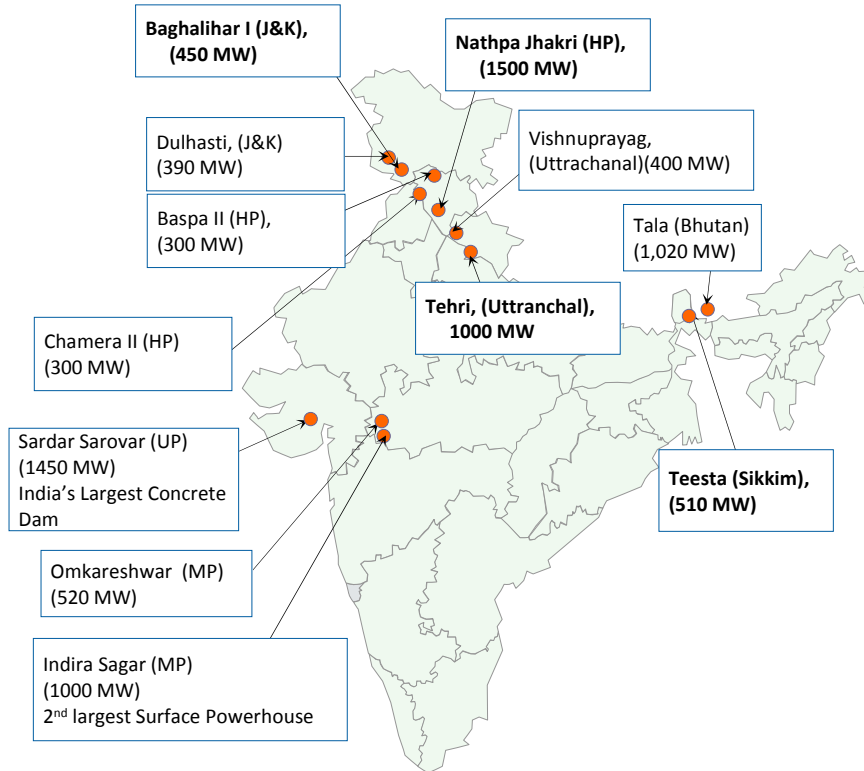 Baghalihar I (J&K),
(450 MW)
Nathpa Jhakri (HP),
(1500 MW)
Dulhasti, (J&K)
(390 MW)
Vishnuprayag,
(Uttrachanal)(400 MW)
Baspa II (HP),
(300 MW)
Tala (Bhutan)
(1,020 MW)
Tehri, (Uttranchal),
1000 MW
Chamera II (HP)
(300 MW)
Sardar Sarovar (UP)
(1450 MW)
India's Largest Concrete
Dam
Teesta (Sikkim),
(510 MW)
Omkareshwar (MP)
(520 MW)
Indira Sagar (MP)
(1000 MW)
2nd largest Surface Powerhouse